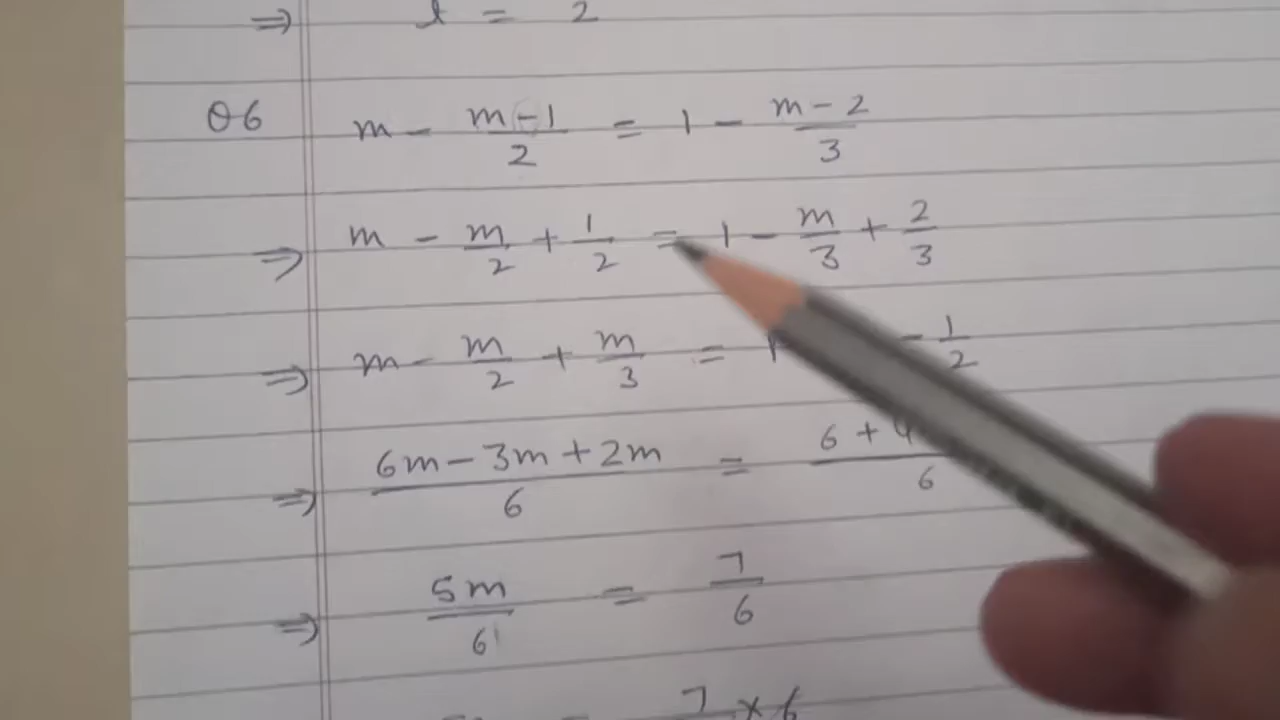 ⇒ t = 2
Q6 m - (m-1)/2 = 1 - (m-2)/3
⇒ m - m/2 + 1/2 = 1 - m/3 + 2/3
⇒ m - m/2 + m/3 = 1 - 1/2
⇒ (6m - 3m + 2m)/6 = (6 + 4)/6
⇒ 5m/6 = 7/6
= 7 × 6